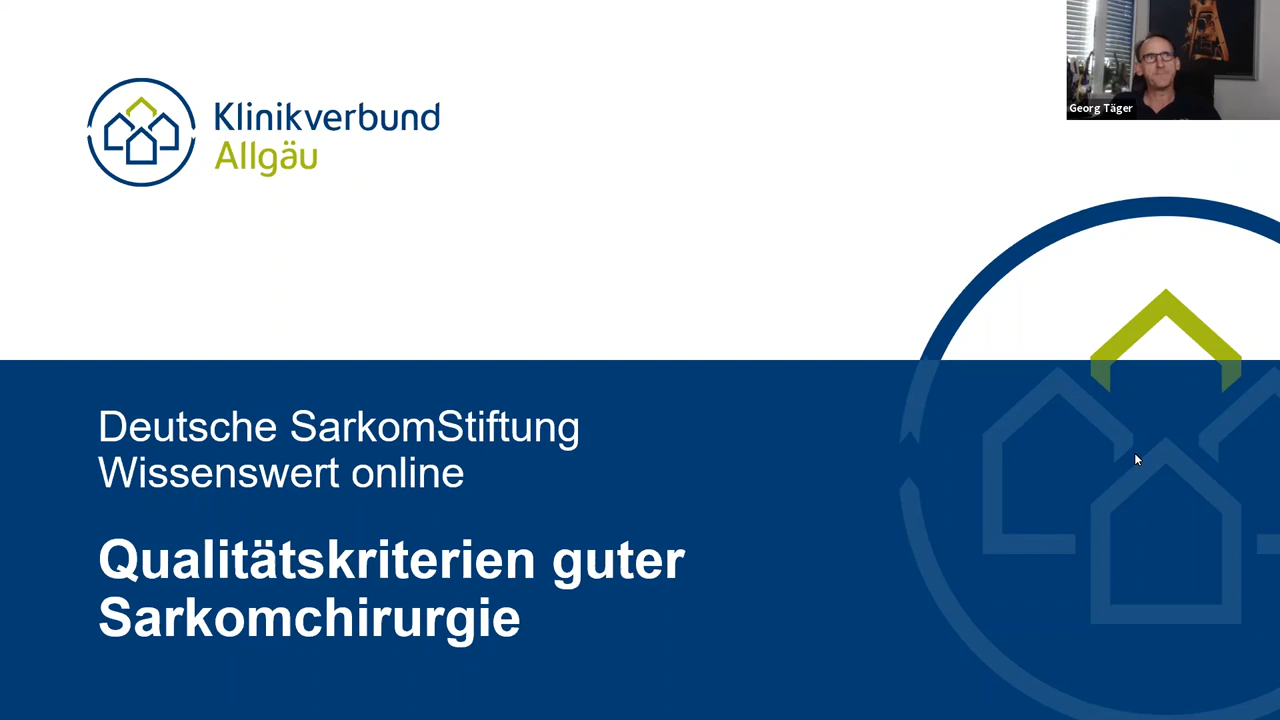 Klinikverbund
Allgäu
Georg Täger
Deutsche SarkomStiftung
Wissenswert online
Qualitätskriterien guter
Sarkomchirurgie